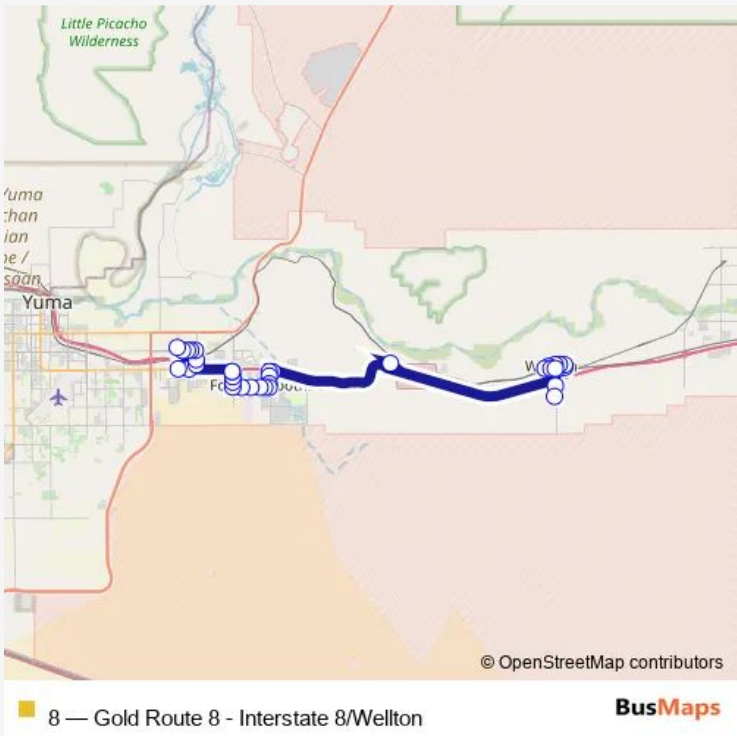 Little Picacho
Wilderness
Yuma
© OpenStreetMap contributors
8 — Gold Route 8 - Interstate 8/Wellton
BusMaps